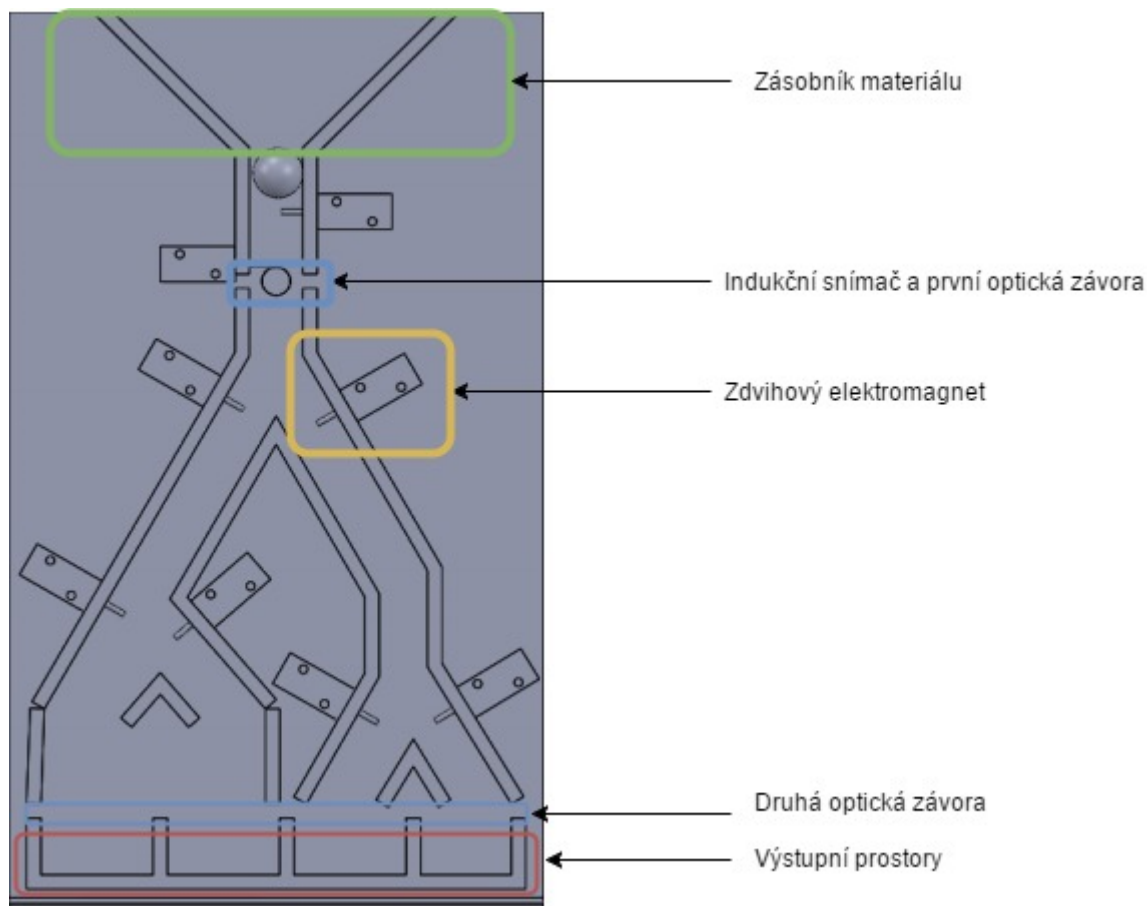 Zásobník materiálu
Indukční snímač a první optická závora
Zdvihový elektromagnet
Druhá optická závora
Výstupní prostory